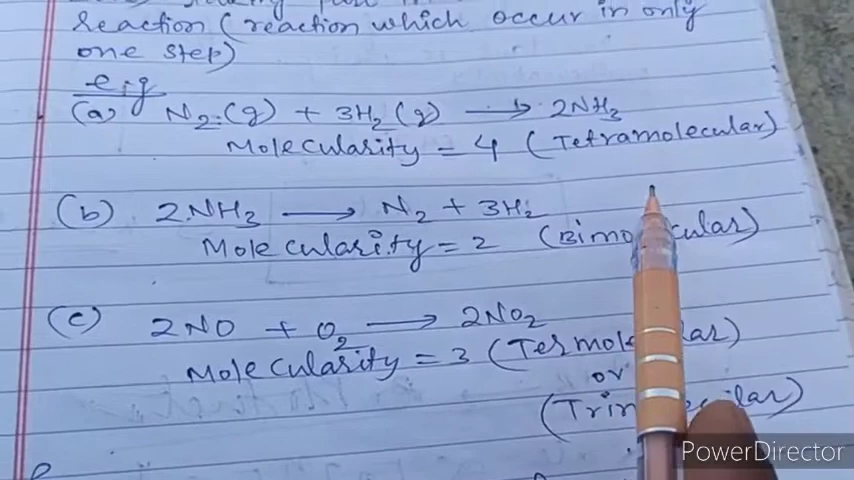 reaction (reaction which occur in only
one step)
e.g
(a) N₂(g) + 3H₂(g) → 2NH₃
Molecularity = 4 (Tetramolecular)
(b) 2NH₃ → N₂ + 3H₂
Molecularity = 2
(c) 2NO + O₂ → 2NO₂
Molecularity = 3
or
PowerDirector